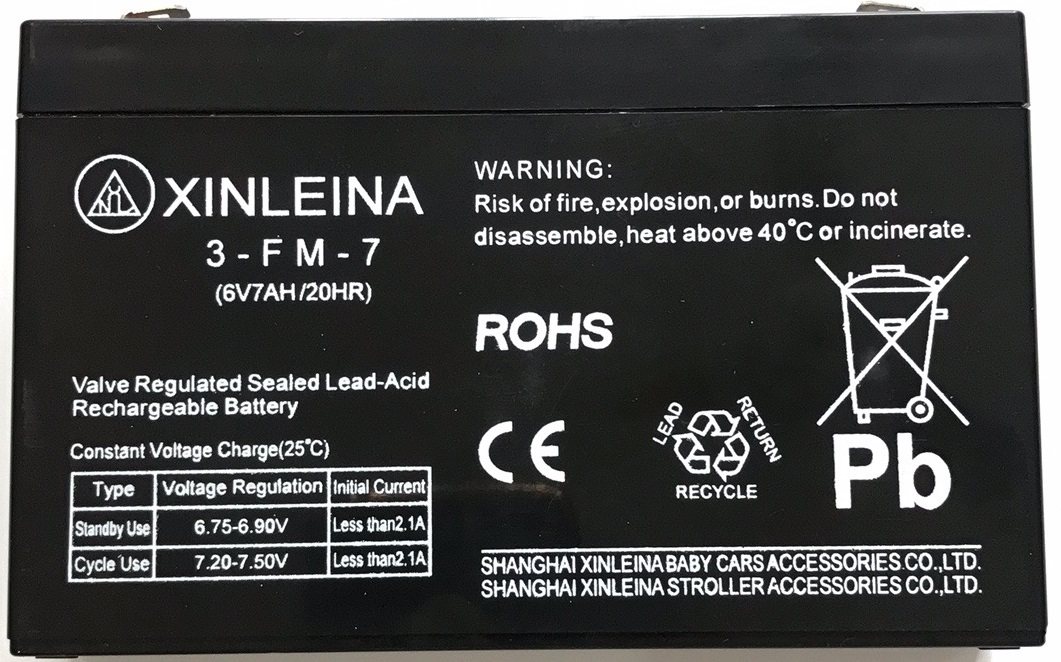 XINLEINA
3-FM-7
(6V7AH/20HR)
Valve Regulated Sealed Lead-Acid
Rechargeable Battery
Constant Voltage Charge(25°C)
Type Voltage Regulation Initial Current
Standby Use 6.75-6.90V Less than2.1A
Cycle Use 7.20-7.50V Less than2.1A
WARNING:
Risk of fire,explosion,or burns.Do not
disassemble,heat above 40°C or incinerate.
ROHS
CE
LEAD
RETURN
RECYCLE
Pb
SHANGHAI XINLEINA BABY CARS ACCESSORIES CO.,LTD.
SHANGHAI XINLEINA STROLLER ACCESSORIES CO.,LTD.